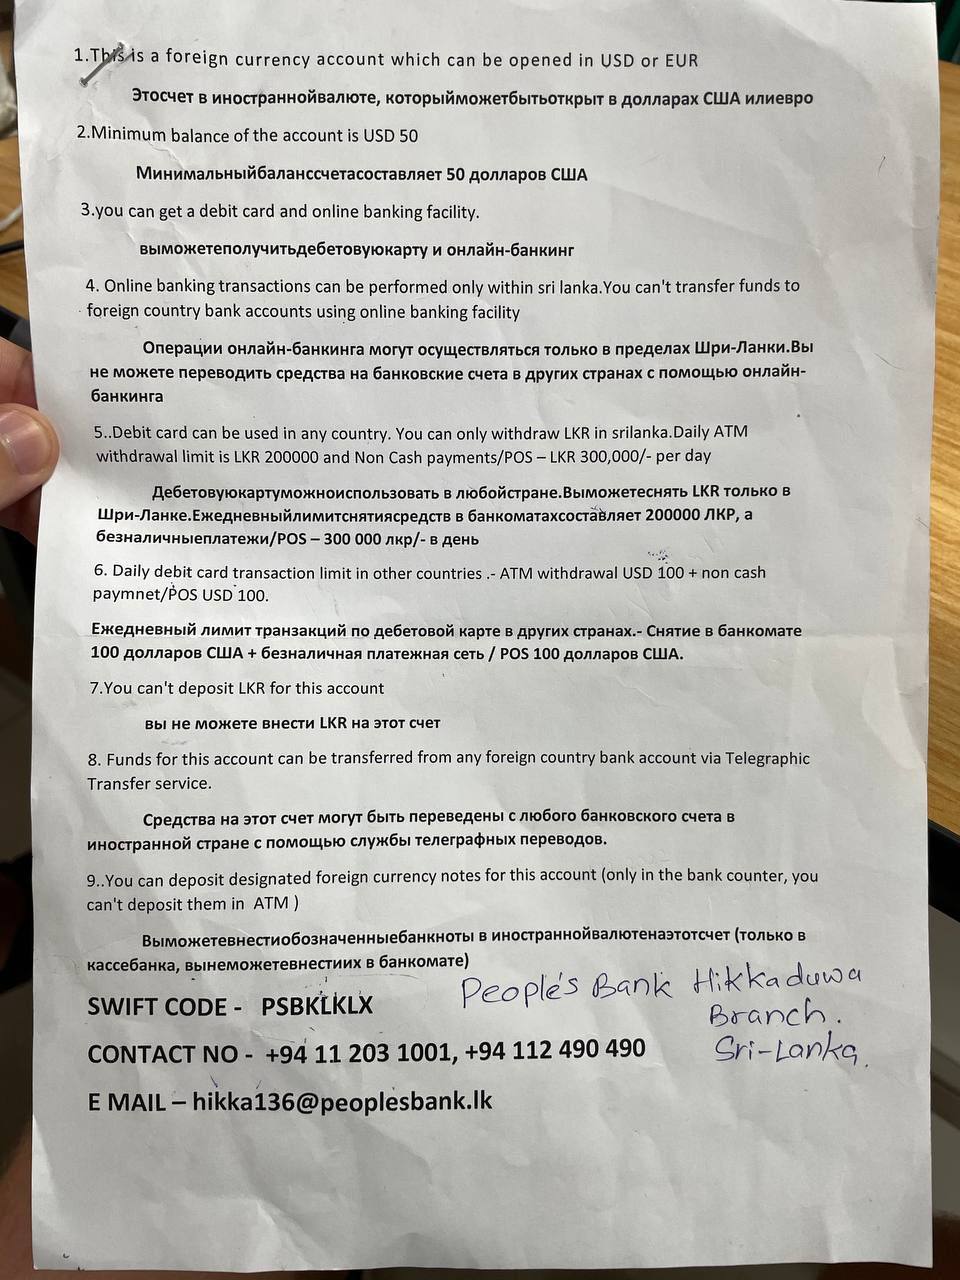 1.This is a foreign currency account which can be opened in USD or EUR
Этосчет в иностраннойвалюте, которыйможетбытьоткрыт в долларах США илиевро
2.Minimum balance of the account is USD 50
Минимальныйбалансcчетасоставляет 50 долларов США
3.you can get a debit card and online banking facility.
выможетеполучитьдебетовуюкарту и онлайн-банкинг
4. Online banking transactions can be performed only within sri lanka.You can't transfer funds to
foreign country bank accounts using online banking facility
Операции онлайн-банкинга могут осуществляться только в пределах Шри-Ланки.Вы
не можете переводить средства на банковские счета в других странах с помощью онлайн-
банкинга
5..Debit card can be used in any country. You can only withdraw LKR in srilanka.Daily ATM
withdrawal limit is LKR 200000 and Non Cash payments/POS – LKR 300,000/- per day
Дебетовуюкартуможноиспользовать в любойстране.Выможетеснять LKR только в
Шри-Ланке.Ежедневныйлимитснятиясредств в банкоматахсоставляет 200000 ЛКР, а
безналичныеплатежи/POS – 300 000 лкр/- в день
6. Daily debit card transaction limit in other countries .- ATM withdrawal USD 100 + non cash
paymnet/POS USD 100.
Ежедневный лимит транзакций по дебетовой карте в других странах.- Снятие в банкомате
100 долларов США + безналичная платежная сеть / POS 100 долларов США.
7.You can't deposit LKR for this account
вы не можете внести LKR на этот счет
8. Funds for this account can be transferred from any foreign country bank account via Telegraphic
Transfer service.
Средства на этот счет могут быть переведены с любого банковского счета в
иностранной стране с помощью службы телеграфных переводов.
9..You can deposit designated foreign currency notes for this account (only in the bank counter, you
can't deposit them in ATM )
Выможетевнестиобозначенныебанкноты в иностраннойвалютенаэтотсчет (только в
кассебанка, вынеможетевнестиих в банкомате)
SWIFT CODE - PSBKLKLX
People's Bank Hikkaduwa
Branch.
Sri-Lanka.
CONTACT NO - +94 11 203 1001, +94 112 490 490
E MAIL – hikka136@peoplesbank.lk